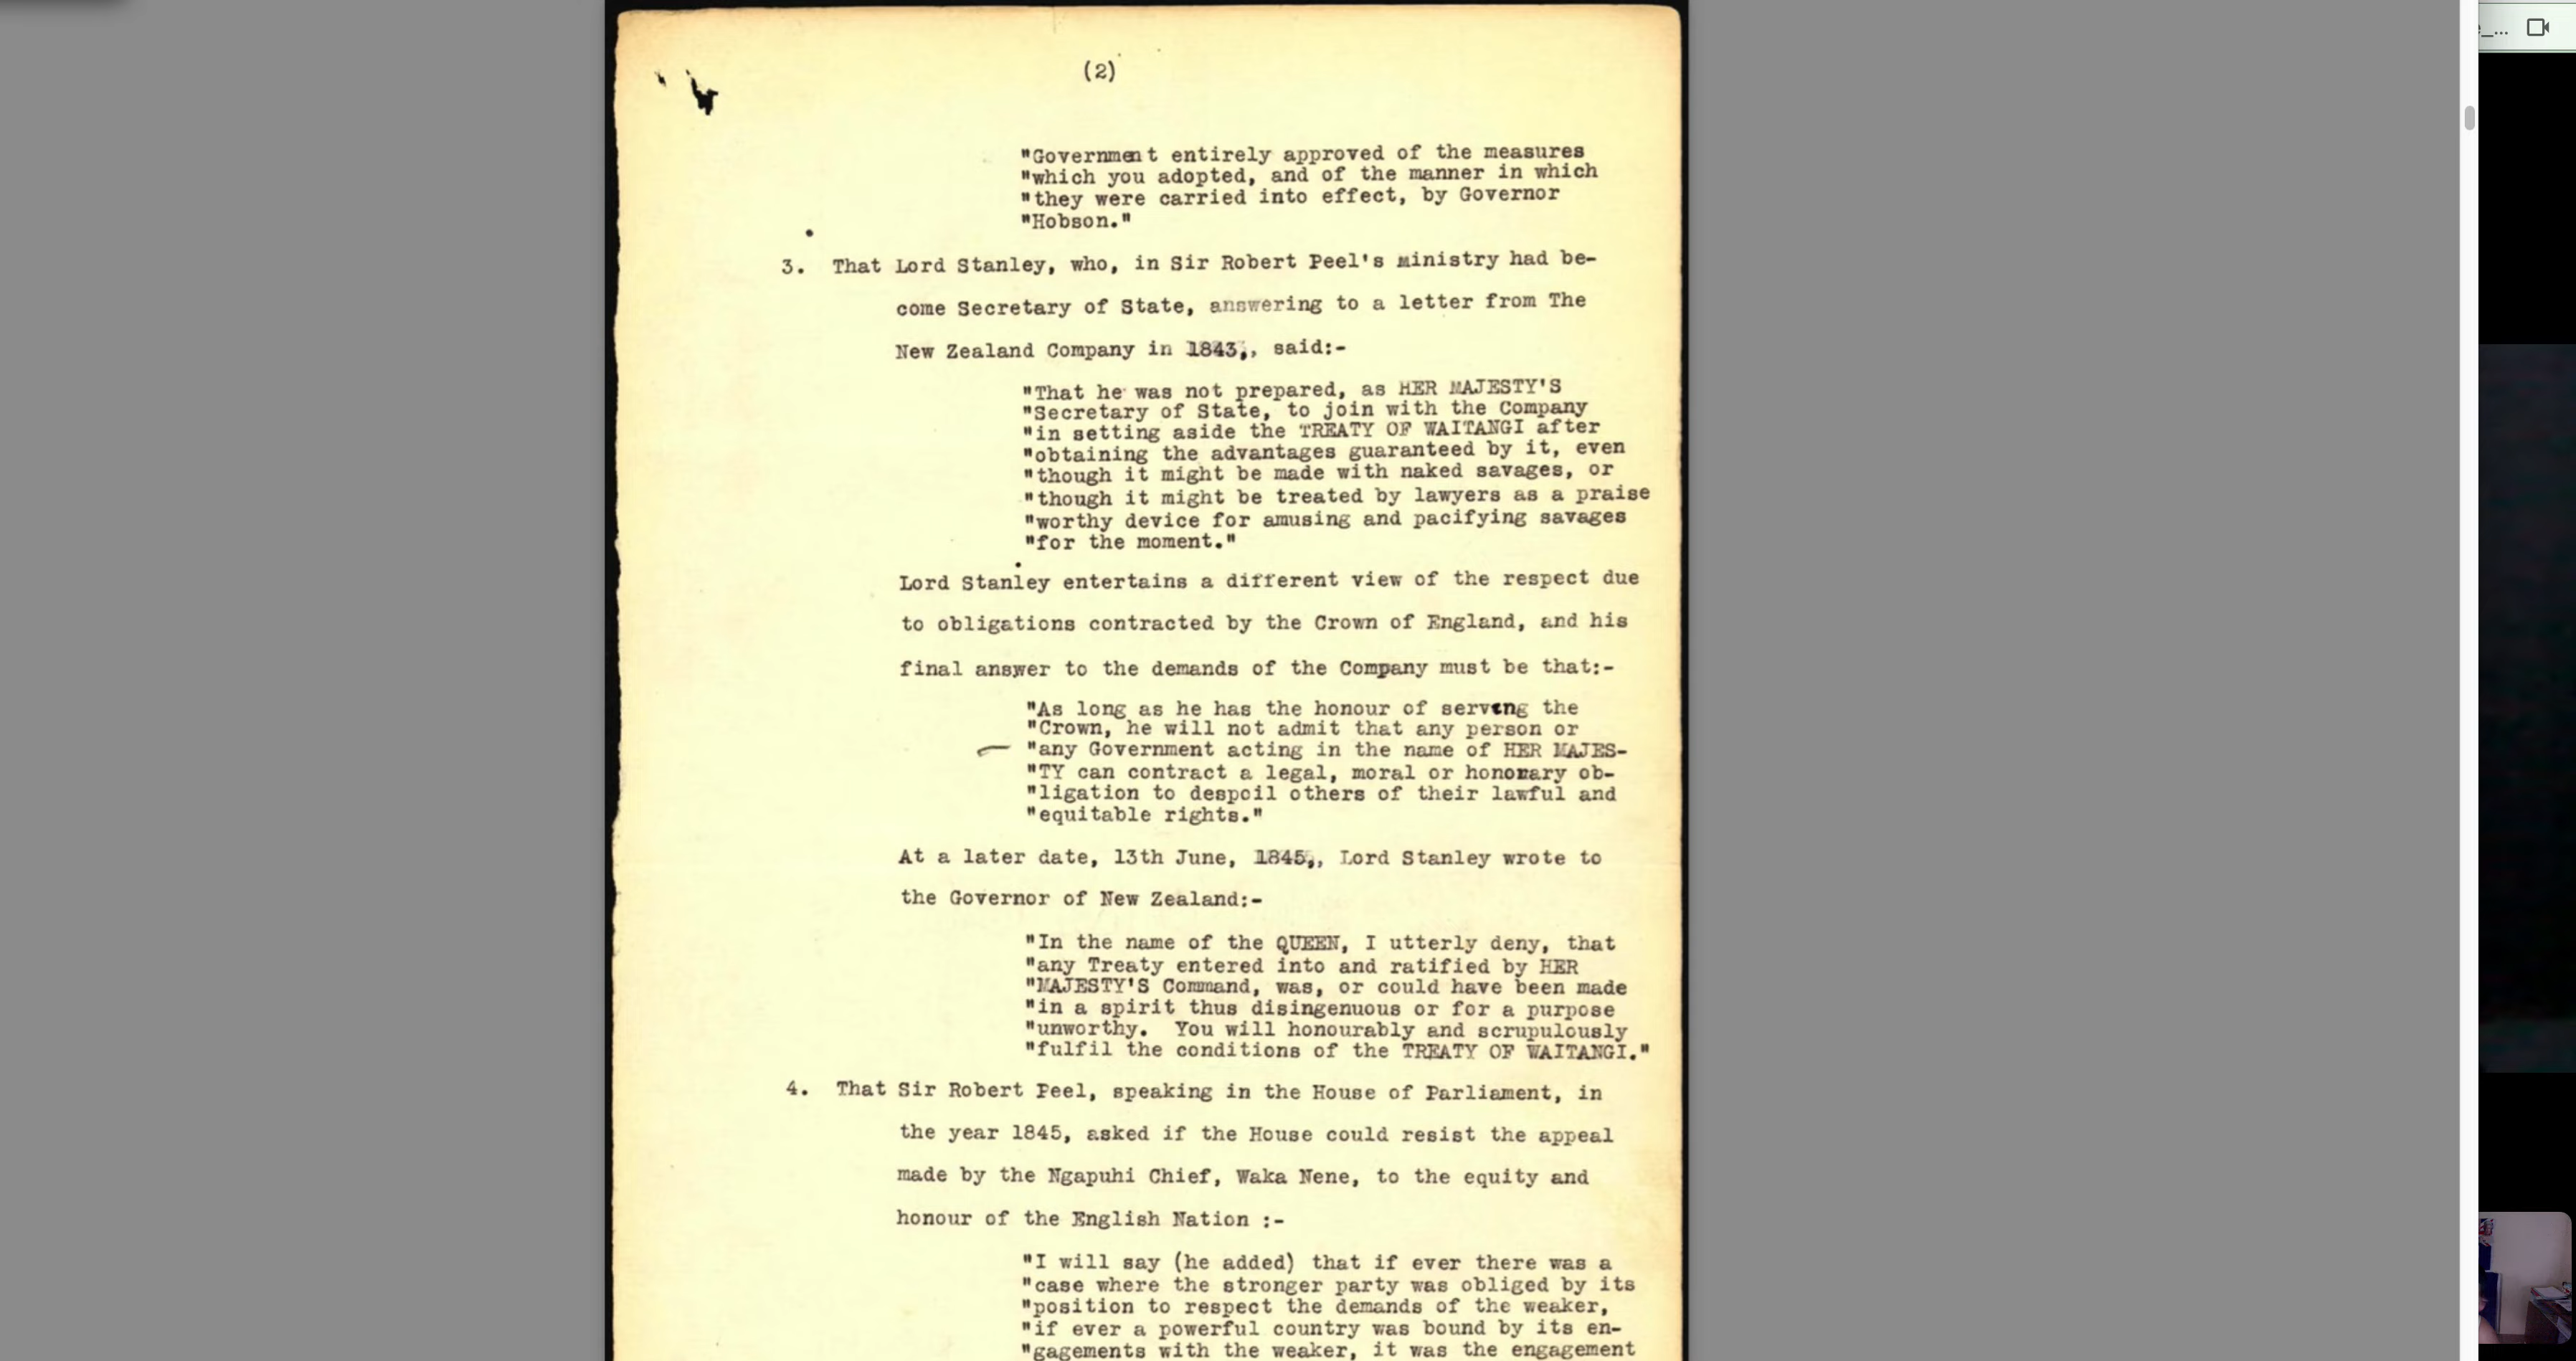 (2)
"Government entirely approved of the measures
"which you adopted, and of the manner in which
"they were carried into effect, by Governor
"Hobson."
3. That Lord Stanley, who, in Sir Robert Peel's ministry had be-
come Secretary of State, answering to a letter from The
New Zealand Company in 1843,, said:-
"That he was not prepared, as HER MAJESTY'S
"Secretary of State, to join with the Company
"in setting aside the TREATY OF WAITANGI after
"obtaining the advantages guaranteed by it, even
"though it might be made with naked savages, or
"though it might be treated by lawyers as a praise
"worthy device for amusing and pacifying savages
"for the moment."
Lord Stanley entertains a different view of the respect due
to obligations contracted by the Crown of England, and his
final answer to the demands of the Company must be that:-
"As long as he has the honour of serving the
"Crown, he will not admit that any person or
"any Government acting in the name of HER MAJES-
"TY can contract a legal, moral or honorary ob-
"ligation to despoil others of their lawful and
"equitable rights."
At a later date, 13th June, 1845,, Lord Stanley wrote to
the Governor of New Zealand:-
"In the name of the QUEEN, I utterly deny, that
"any Treaty entered into and ratified by HER
"MAJESTY'S Command, was, or could have been made
"in a spirit thus disingenuous or for a purpose
"unworthy. You will honourably and scrupulously
"fulfil the conditions of the TREATY OF WAITANGI."
4. That Sir Robert Peel, speaking in the House of Parliament, in
the year 1845, asked if the House could resist the appeal
made by the Ngapuhi Chief, Waka Nene, to the equity and
honour of the English Nation :-
"I will say (he added) that if ever there was a
"case where the stronger party was obliged by its
"position to respect the demands of the weaker,
"if ever a powerful country was bound by its en-
"gagements with the weaker, it was the engagement